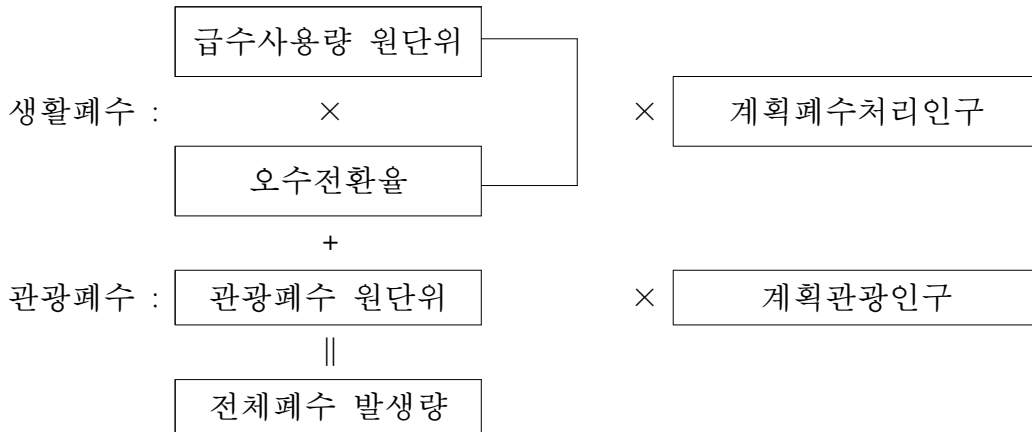 급수사용량 원단위
생활폐수 : × × 계획폐수처리인구
오수전환율
+
관광폐수 : 관광폐수 원단위 × 계획관광인구
||
전체폐수 발생량